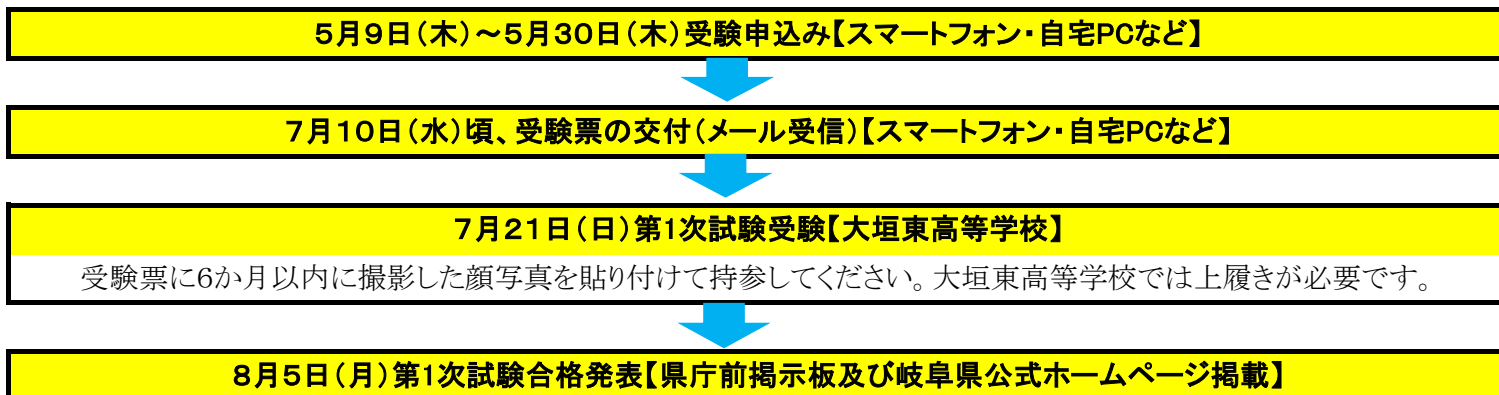 5月9日(木)～5月30日(木)受験申込み【スマートフォン・自宅PCなど】
7月10日(水)頃、受験票の交付(メール受信)【スマートフォン・自宅PCなど】
7月21日(日)第1次試験受験【大垣東高等学校】
受験票に6か月以内に撮影した顔写真を貼り付けて持参してください。大垣東高等学校では上履きが必要です。
8月5日(月)第1次試験合格発表【県庁前掲示板及び岐阜県公式ホームページ掲載】